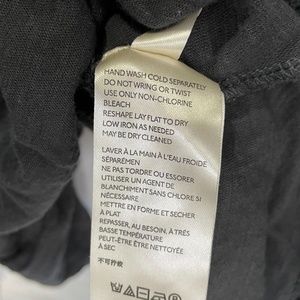 HAND WASH COLD SEPARATELY
DO NOT WRING OR TWIST
USE ONLY NON-CHLORINE
BLEACH
RESHAPE LAY FLAT TO DRY
LOW IRON AS NEEDED
MAY BE DRY CLEANED
LAVER À LA MAIN À L'EAU FROIDE
SÉPARÉMEN
NE PAS TORDRE OU ESSORER
UTILISER UN AGENT DE
BLANCHIMENT SANS CHLORE SI
NÉCESSAIRE
METTRE EN FORME ET SECHER
À PLAT
REPASSER, AU BESOIN, À TRÈS
BASSE TEMPÉRATURE
PEUT-ÊTRE ÊTRE NETTOYÉE
À SEC
不可拧绞